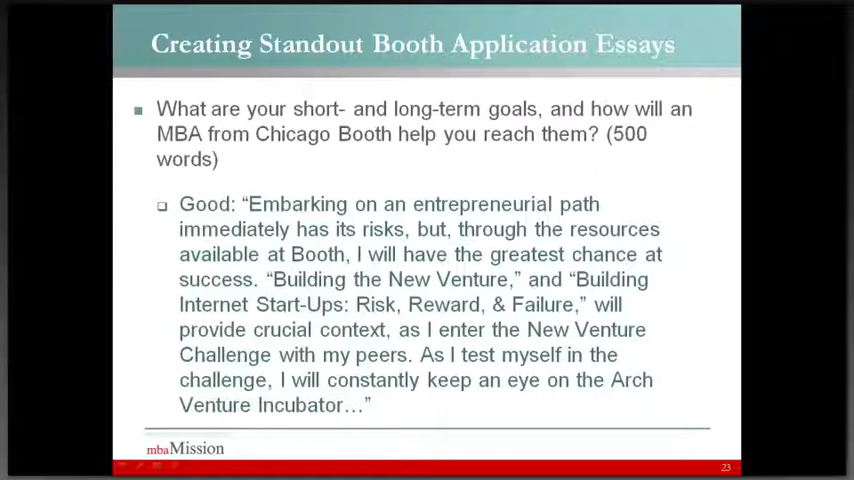 Creating Standout Booth Application Essays
What are your short- and long-term goals, and how will an
MBA from Chicago Booth help you reach them? (500
words)
Good: “Embarking on an entrepreneurial path
immediately has its risks, but, through the resources
available at Booth, I will have the greatest chance at
success. “Building the New Venture,” and “Building
Internet Start-Ups: Risk, Reward, & Failure,” will
provide crucial context, as I enter the New Venture
Challenge with my peers. As I test myself in the
challenge, I will constantly keep an eye on the Arch
Venture Incubator…”
mbaMission
23